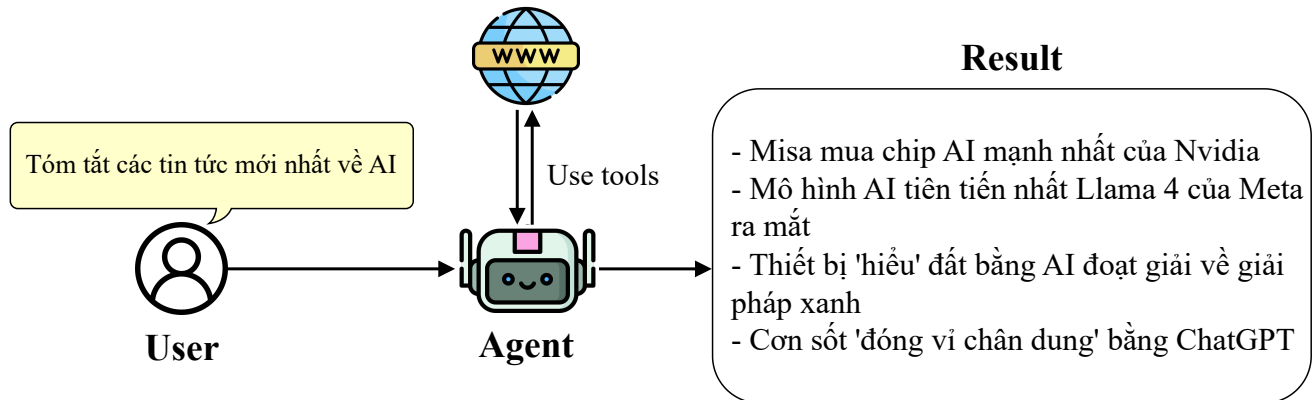 WWW
Result
Tóm tắt các tin tức mới nhất về AI
Use tools
- Misa mua chip AI mạnh nhất của Nvidia
- Mô hình AI tiên tiến nhất Llama 4 của Meta
ra mắt
- Thiết bị 'hiểu' đất bằng AI đoạt giải về giải
pháp xanh
- Cơn sốt 'đóng vỉ chân dung' bằng ChatGPT
User
Agent